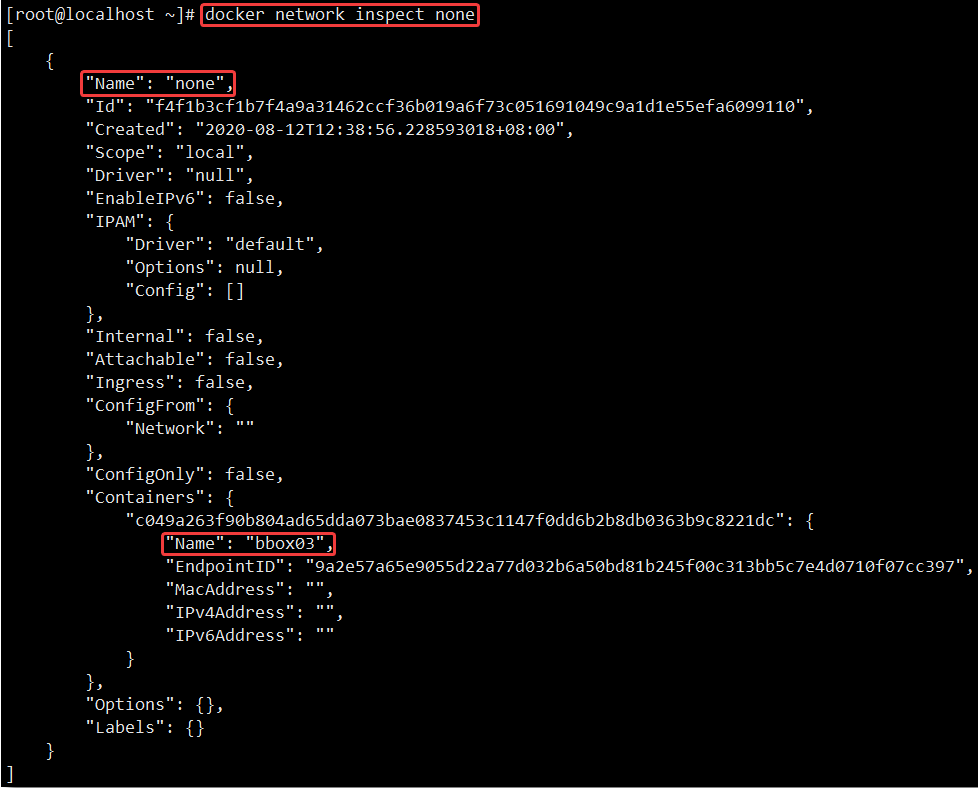 [root@localhost ~]# docker network inspect none
[
    {
        "Name": "none",
        "Id": "f4f1b3cf1b7f4a9a31462ccf36b019a6f73c051691049c9a1d1e55efa6099110",
        "Created": "2020-08-12T12:38:56.228593018+08:00",
        "Scope": "local",
        "Driver": "null",
        "EnableIPv6": false,
        "IPAM": {
            "Driver": "default",
            "Options": null,
            "Config": []
        },
        "Internal": false,
        "Attachable": false,
        "Ingress": false,
        "ConfigFrom": {
            "Network": ""
        },
        "ConfigOnly": false,
        "Containers": {
            "c049a263f90b804ad65dda073bae0837453c1147f0dd6b2b8db0363b9c8221dc": {
                "Name": "bbox03",
                "EndpointID": "9a2e57a65e9055d22a77d032b6a50bd81b245f00c313bb5c7e4d0710f07cc397",
                "MacAddress": "",
                "IPv4Address": "",
                "IPv6Address": ""
            }
        },
        "Options": {},
        "Labels": {}
    }
]